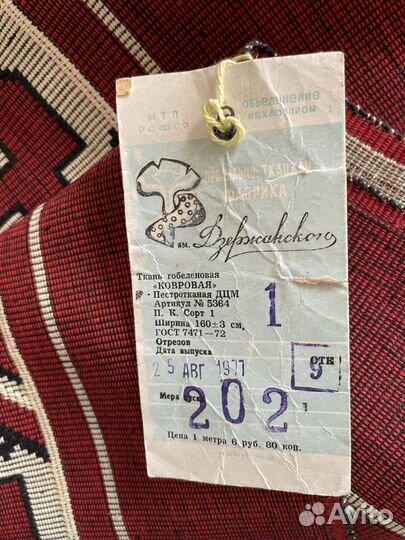 МТП
РСФСР
Объединение
ФАБРИКА
им. Дзержинского
Ткань гобеленовая
«КОВРОВАЯ»
Пестротканая ДЦМ
Артикул № 5364
П. К. Сорт 1
Ширина 160±3 см,
ГОСТ 7471—72
Отрезов
Дата выпуска
1
25 АВГ 1977
ОТК
9
Мера куска
202
Цена 1 метра 6 руб. 80 коп.
Avito